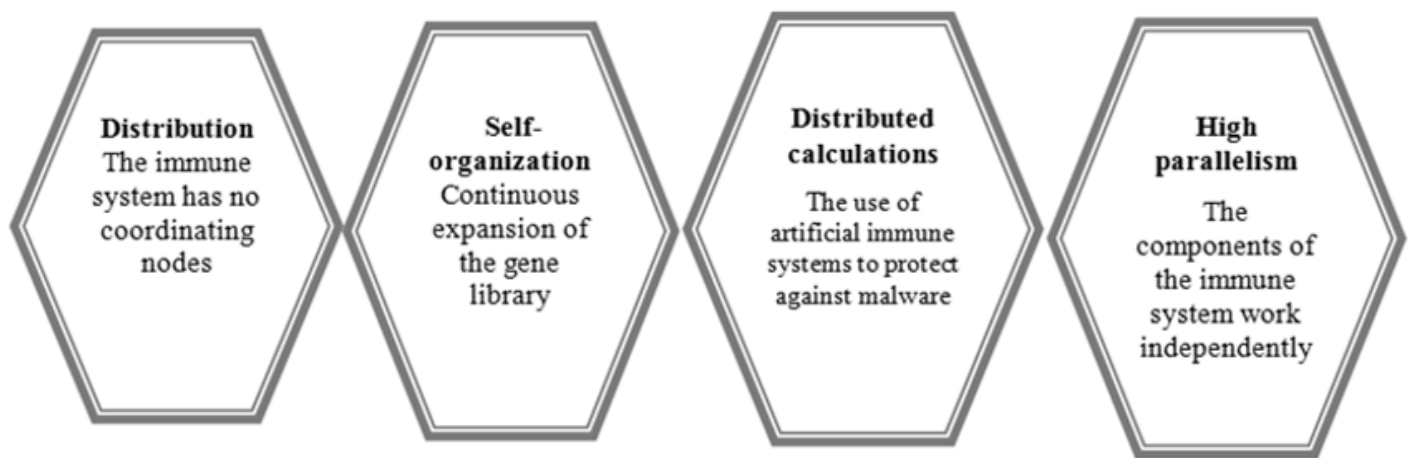 Distribution
The immune
system has no
coordinating
nodes
Self-
organization
Continuous
expansion of
the gene
library
Distributed
calculations
The use of
artificial immune
systems to protect
against malware
High
parallelism
The
components of
the immune
system work
independently